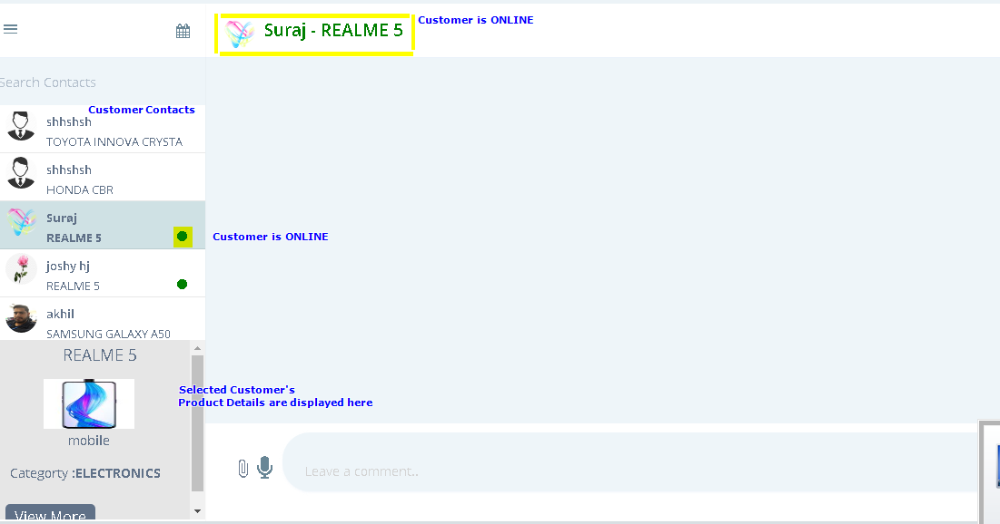 Suraj - REALME 5
Customer is ONLINE
Search Contacts
Customer Contacts
shhshsh
TOYOTA INNOVA CRYSTA
shhshsh
HONDA CBR
Suraj
REALME 5
Customer is ONLINE
joshy hj
REALME 5
akhil
SAMSUNG GALAXY A50
REALME 5
Selected Customer's
Product Details are displayed here
mobile
Categorty :ELECTRONICS
Leave a comment..
View More